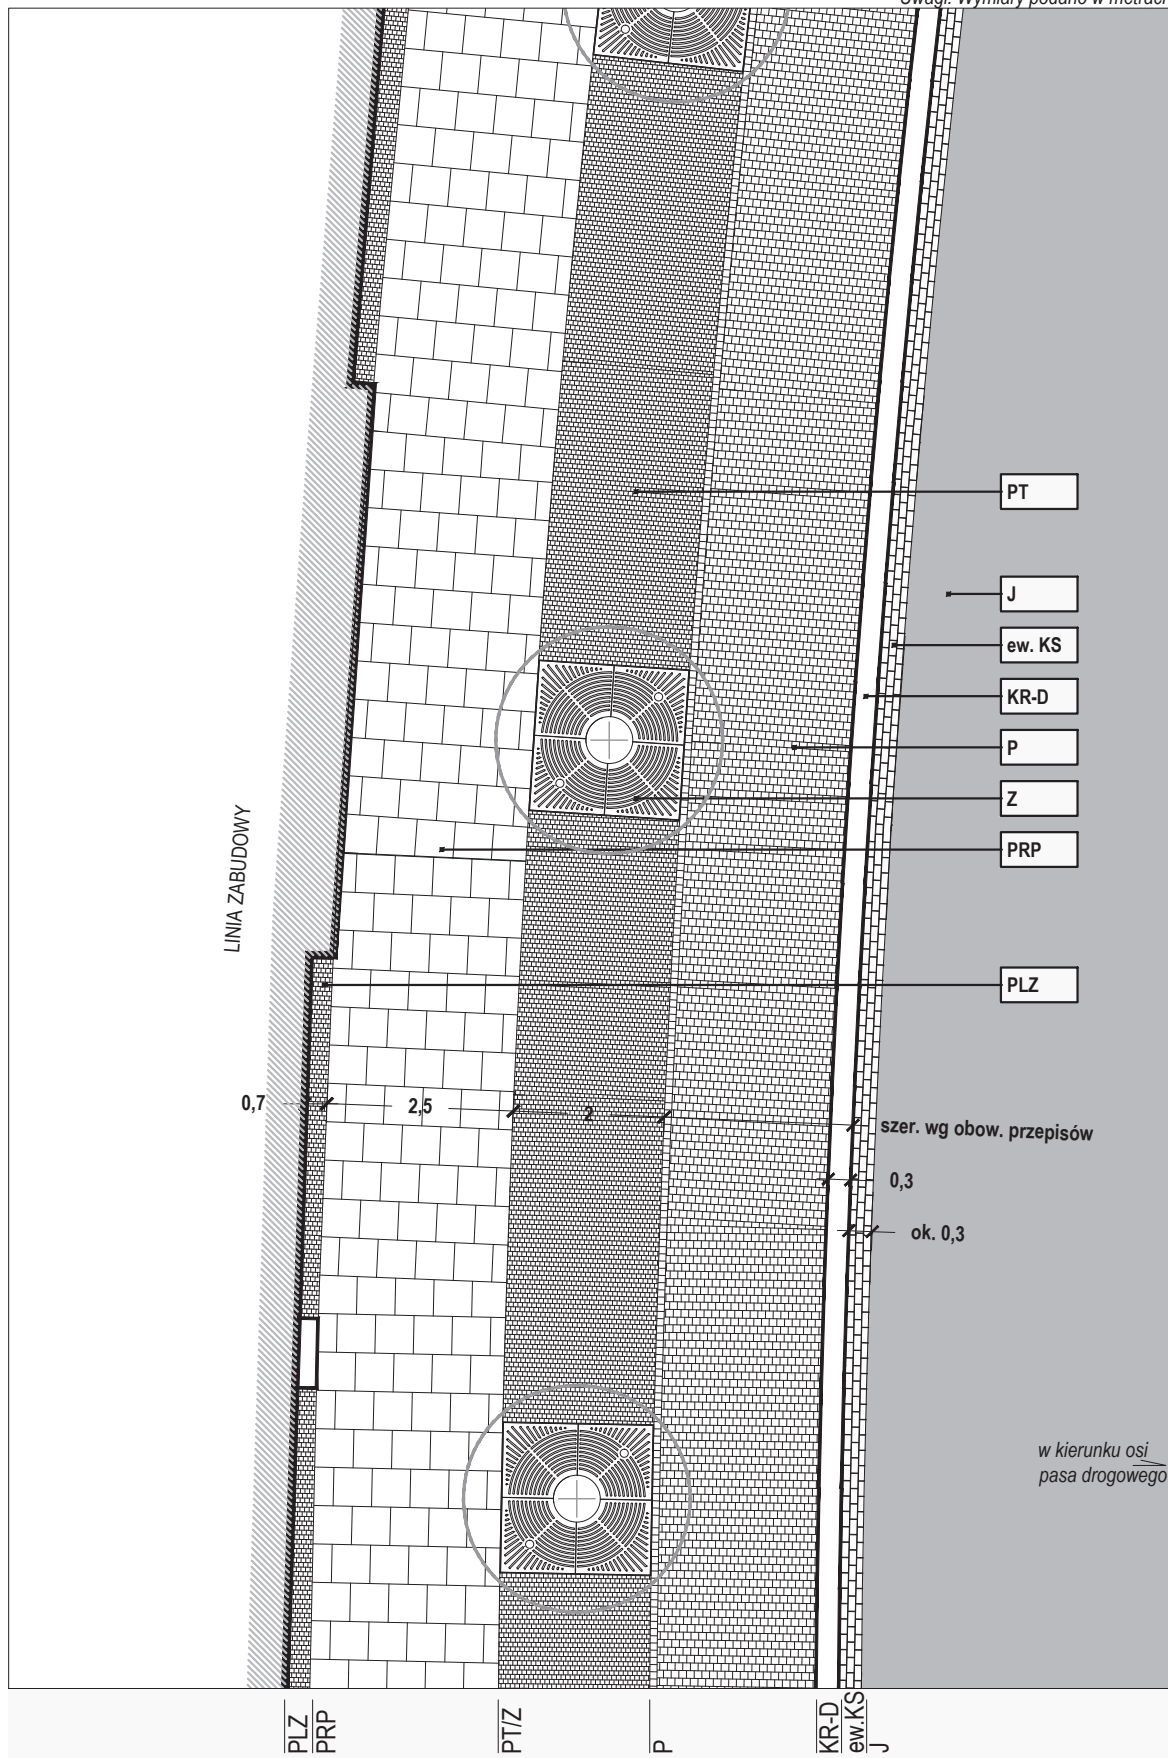 Uwagi: Wymiary podano w metrach
PT
J
ew. KS
KR-D
P
Z
PRP
LINIA ZABUDOWY
PLZ
0,7
2,5
2
szer. wg obow. przepisów
0,3
ok. 0,3
w kierunku osi
pasa drogowego
PLZ
PRP
PT/Z
P
KR-D
ew.KS
J